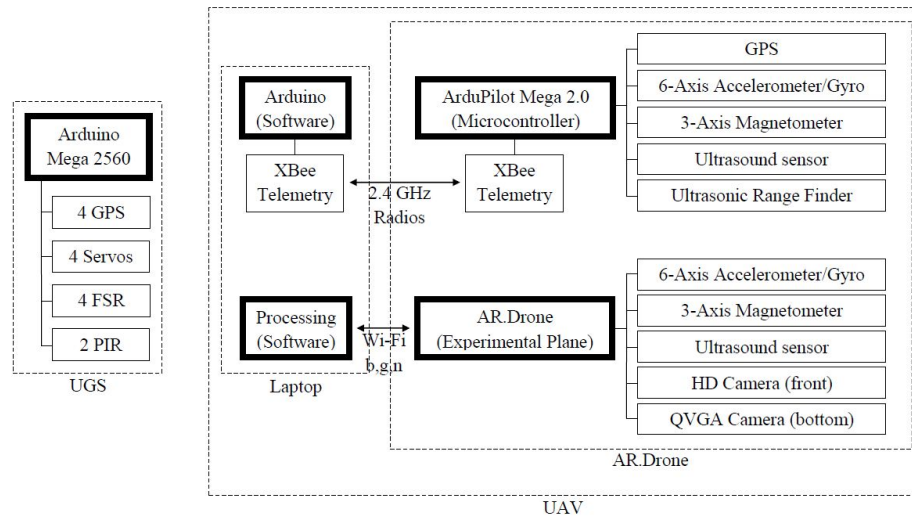 Arduino
Mega 2560
4 GPS
4 Servos
4 FSR
2 PIR
UGS
Arduino
(Software)
XBee
Telemetry
2.4 GHz
Radios
Processing
(Software)
Wi-Fi
b,g,n
Laptop
ArduPilot Mega 2.0
(Microcontroller)
XBee
Telemetry
GPS
6-Axis Accelerometer/Gyro
3-Axis Magnetometer
Ultrasound sensor
Ultrasonic Range Finder
AR.Drone
(Experimental Plane)
6-Axis Accelerometer/Gyro
3-Axis Magnetometer
Ultrasound sensor
HD Camera (front)
QVGA Camera (bottom)
AR.Drone
UAV